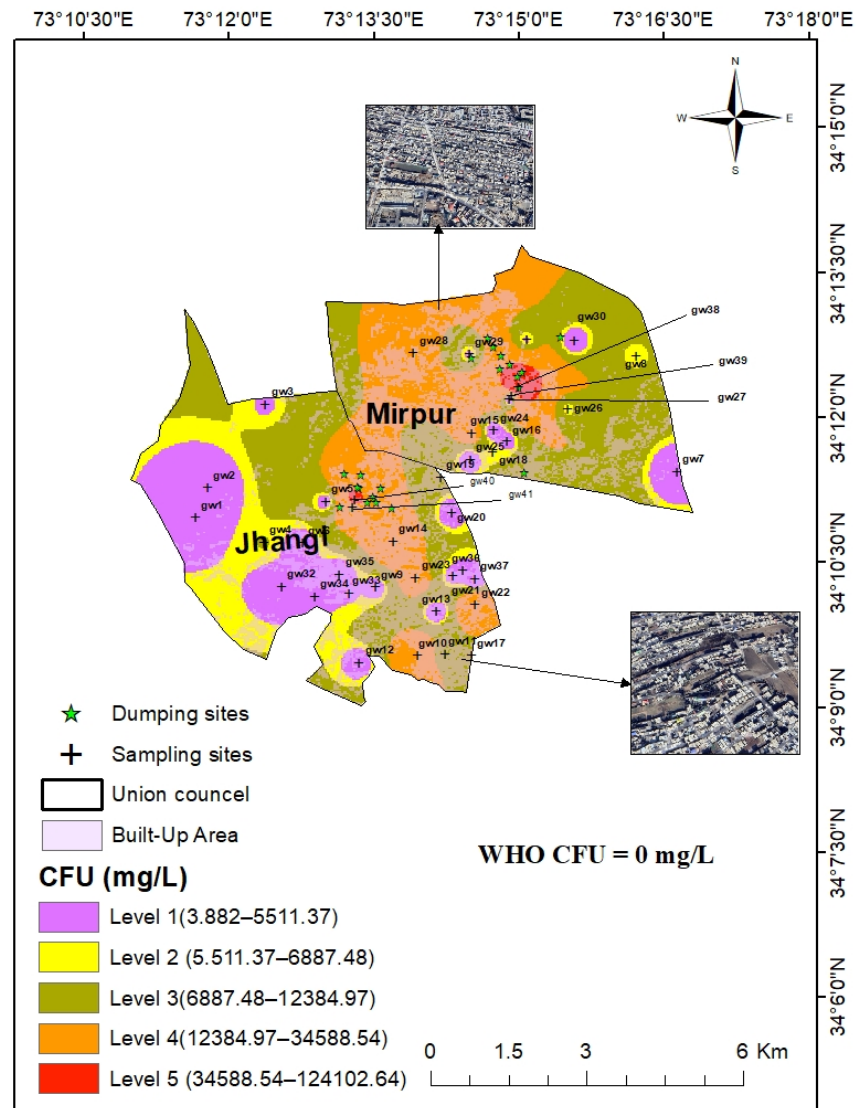 73°10'30"E 73°12'0"E 73°13'30"E 73°15'0"E 73°16'30"E 73°18'0"E
N
W E
S
34°15'0"N
34°13'30"N
34°12'0"N
34°10'30"N
34°9'0"N
34°7'30"N
34°6'0"N
gw30
gw38
gw28
gw29
gw8
gw39
gw3
gw27
Mirpur
gw15
gw24
gw26
gw16
gw25
gw18
gw19
gw7
gw2
gw5
gw40
gw41
gw1
gw20
gw4
gw6
gw14
Jhangi
gw35
gw36
gw32
gw34
gw33
gw9
gw23
gw37
gw21
gw22
gw13
gw12
gw10
gw11
gw17
Dumping sites
Sampling sites
Union councel
Built-Up Area
WHO CFU = 0 mg/L
CFU (mg/L)
Level 1(3.882–5511.37)
Level 2 (5.511.37–6887.48)
Level 3(6887.48–12384.97)
Level 4(12384.97–34588.54)
Level 5 (34588.54–124102.64)
0 1.5 3 6 Km